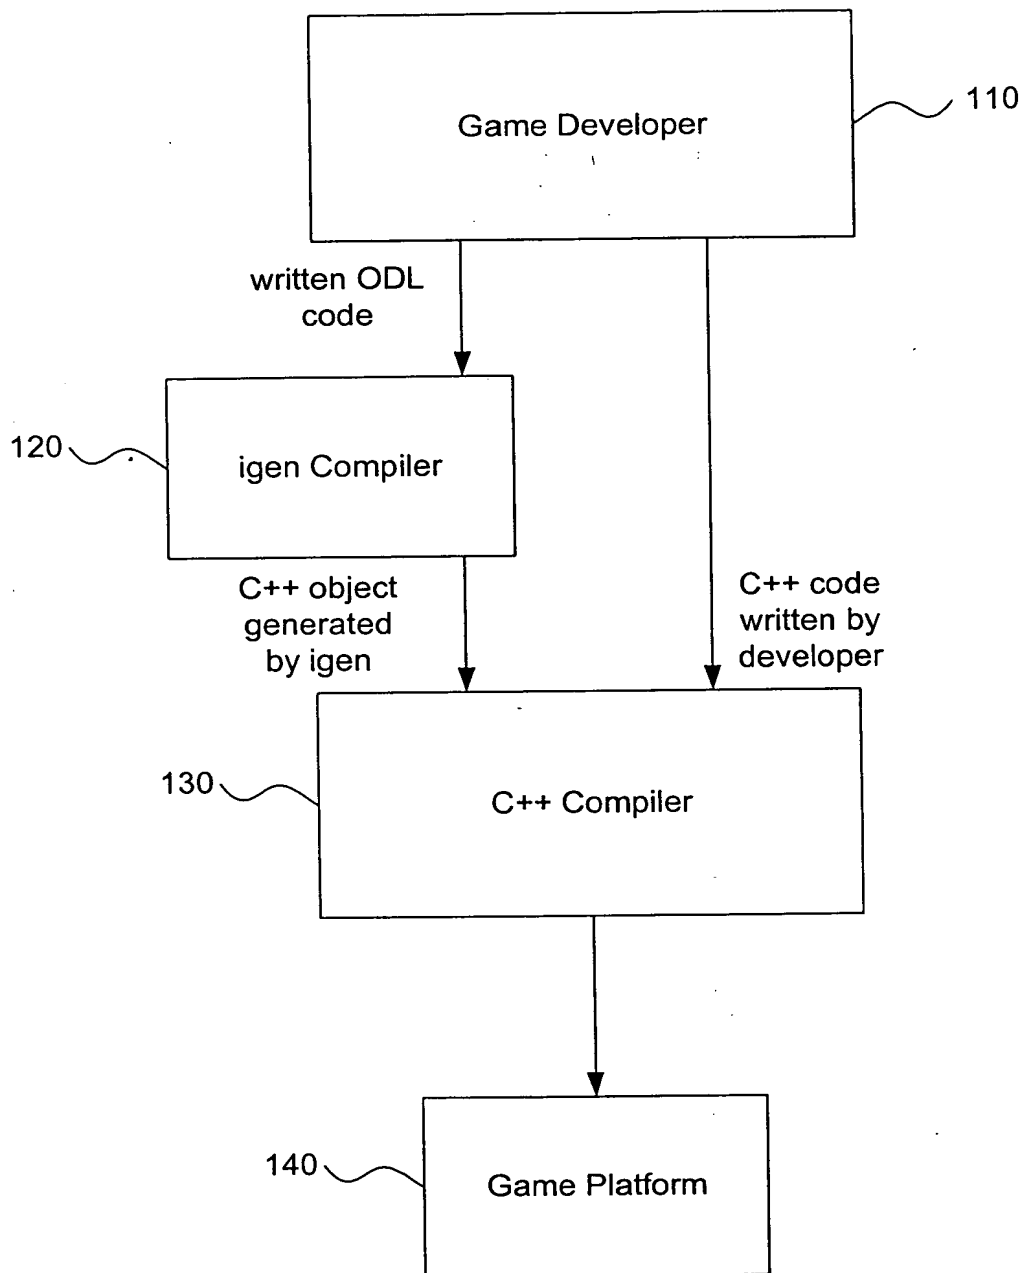 Game Developer
110
written ODL
code
120
igen Compiler
C++ object
generated
by igen
C++ code
written by
developer
130
C++ Compiler
140
Game Platform